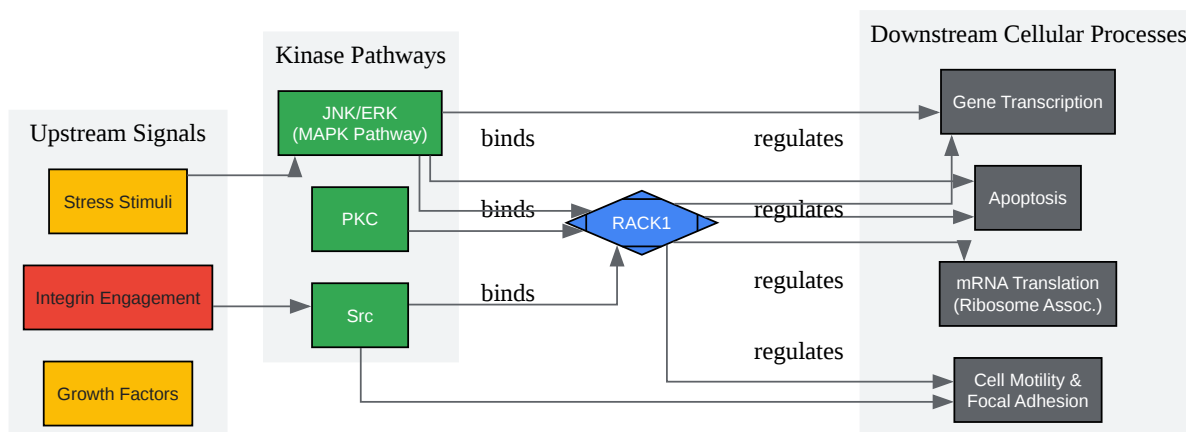 Upstream Signals
Stress Stimuli
Integrin Engagement
Growth Factors
Kinase Pathways
JNK/ERK
(MAPK Pathway)
PKC
Src
binds
binds
binds
RACK1
regulates
regulates
regulates
regulates
Downstream Cellular Processes
Gene Transcription
Apoptosis
mRNA Translation
(Ribosome Assoc.)
Cell Motility &
Focal Adhesion